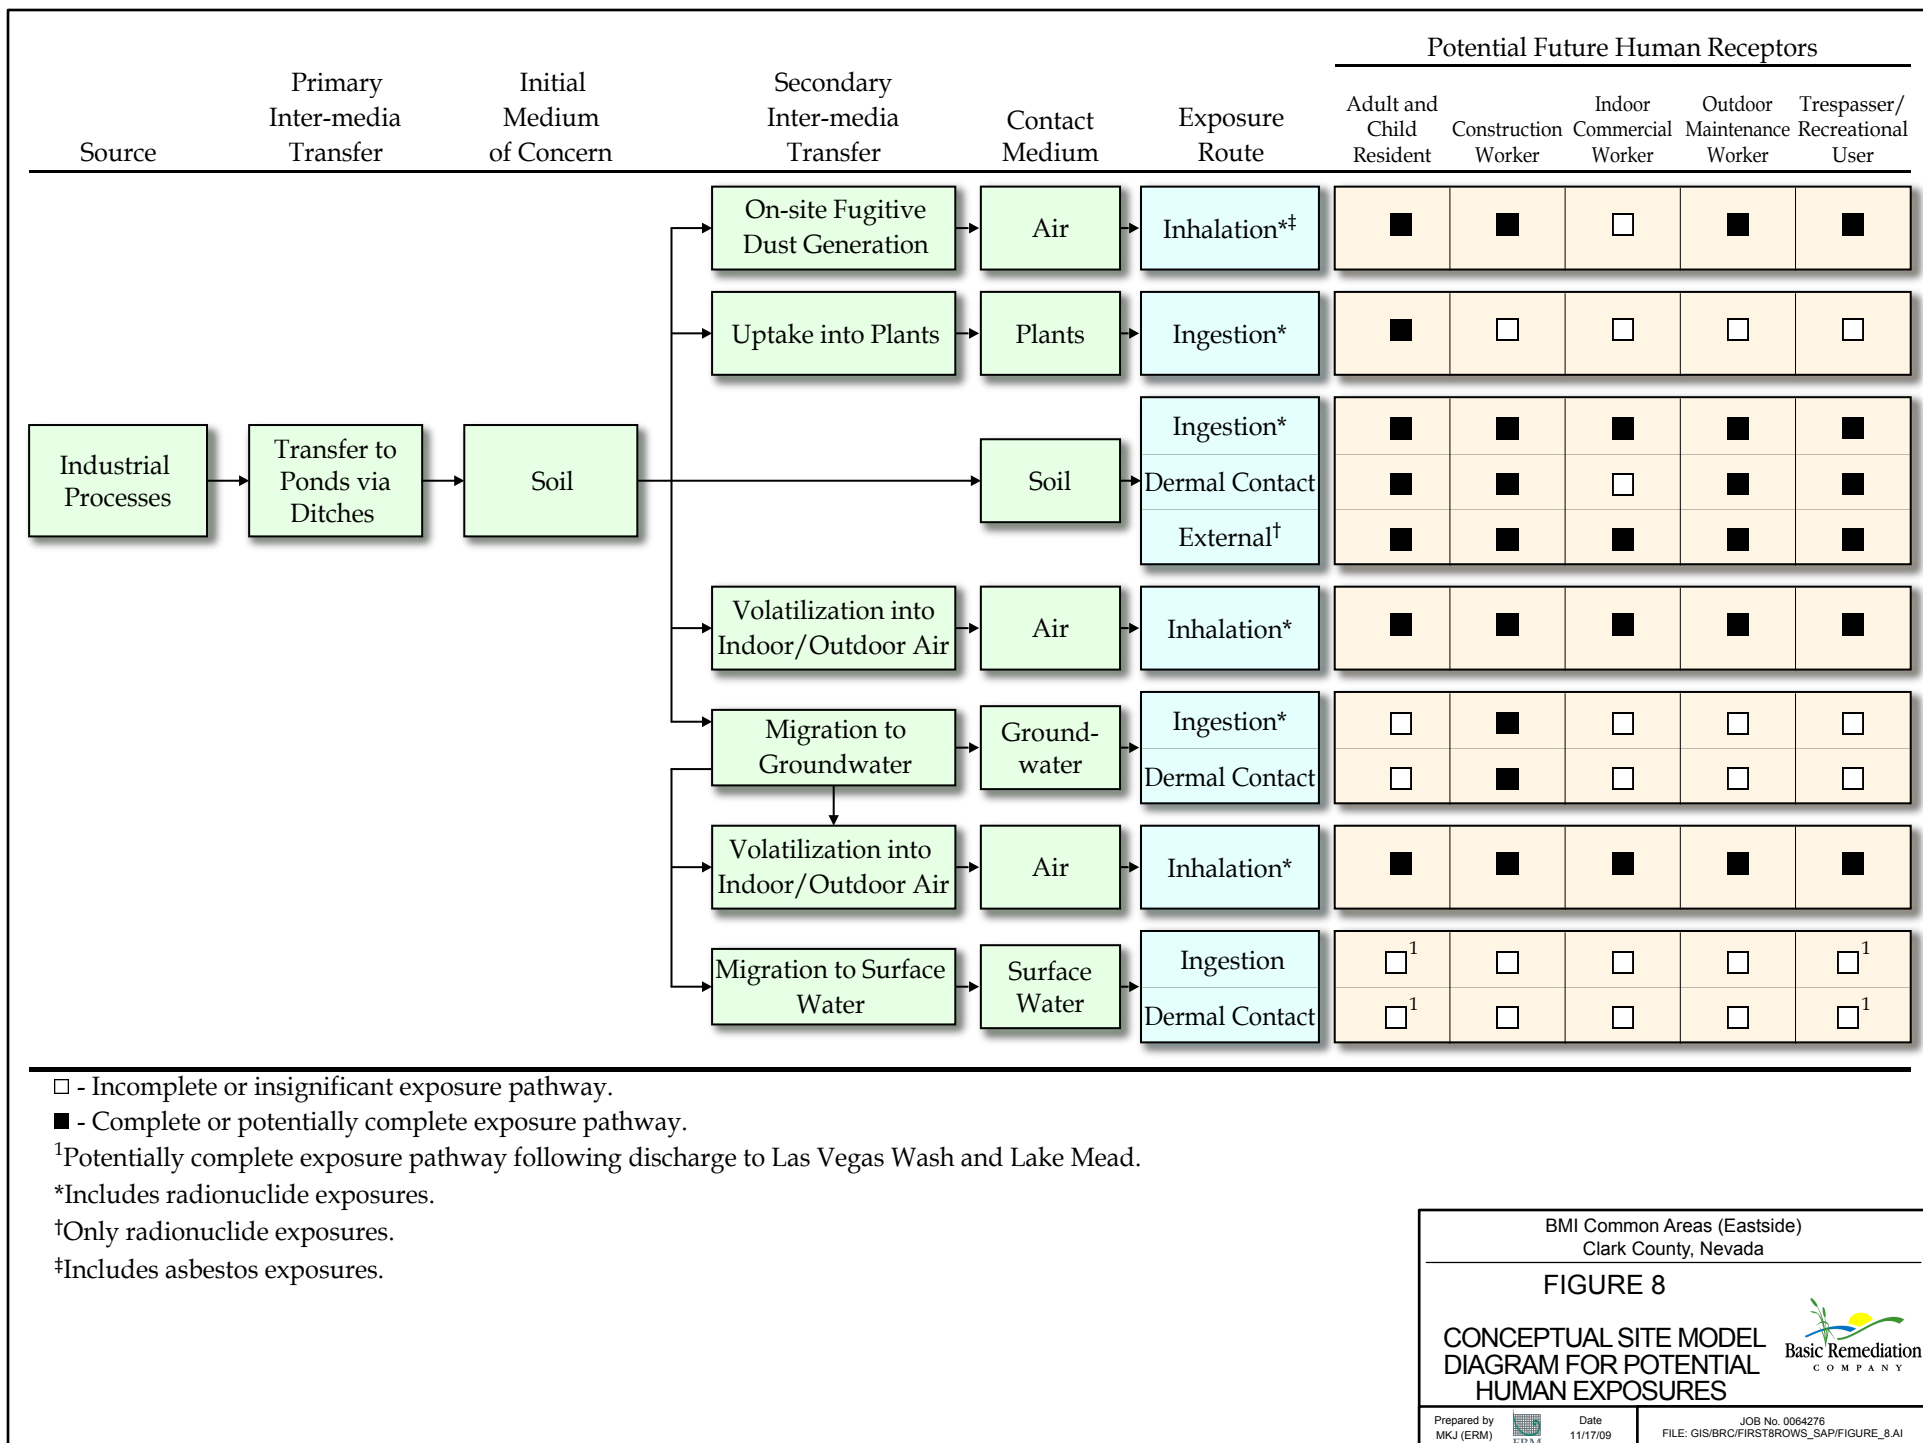 Potential Future Human Receptors
Source
Primary
Inter-media
Transfer
Initial
Medium
of Concern
Secondary
Inter-media
Transfer
Contact
Medium
Exposure
Route
Adult and
Child
Resident
Construction
Worker
Indoor
Commercial
Worker
Outdoor
Maintenance
Worker
Trespasser/
Recreational
User
On-site Fugitive
Dust Generation
Air
Inhalation*‡
Uptake into Plants
Plants
Ingestion*
Industrial
Processes
Transfer to
Ponds via
Ditches
Soil
Soil
Ingestion*
Dermal Contact
External†
Volatilization into
Indoor/Outdoor Air
Air
Inhalation*
Migration to
Groundwater
Ground-
water
Ingestion*
Dermal Contact
Volatilization into
Indoor/Outdoor Air
Air
Inhalation*
Migration to Surface
Water
Surface
Water
Ingestion
Dermal Contact
□1 □ □ □ □1
□1 □ □ □ □1
□ - Incomplete or insignificant exposure pathway.
■ - Complete or potentially complete exposure pathway.
1Potentially complete exposure pathway following discharge to Las Vegas Wash and Lake Mead.
*Includes radionuclide exposures.
†Only radionuclide exposures.
‡Includes asbestos exposures.
BMI Common Areas (Eastside)
Clark County, Nevada
FIGURE 8
CONCEPTUAL SITE MODEL
DIAGRAM FOR POTENTIAL
HUMAN EXPOSURES
Basic Remediation
COMPANY
Prepared by
MKJ (ERM)
ERM
Date
11/17/09
JOB No. 0064276
FILE: GIS/BRC/FIRST8ROWS_SAP/FIGURE_8.AI